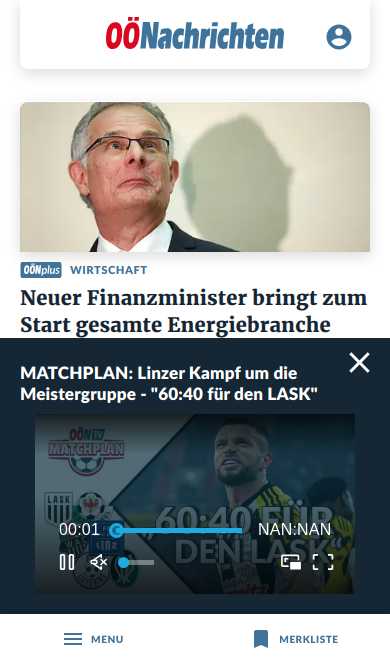 OÖNachrichten
OÖNplus WIRTSCHAFT
Neuer Finanzminister bringt zum
Start gesamte Energiebranche
MATCHPLAN: Linzer Kampf um die
Meistergruppe - "60:40 für den LASK"
OÖN TV
MATCHPLAN
LASK
„60:40 FÜR
DEN LASK"
00:01 NAN:NAN
MENU MERKLISTE